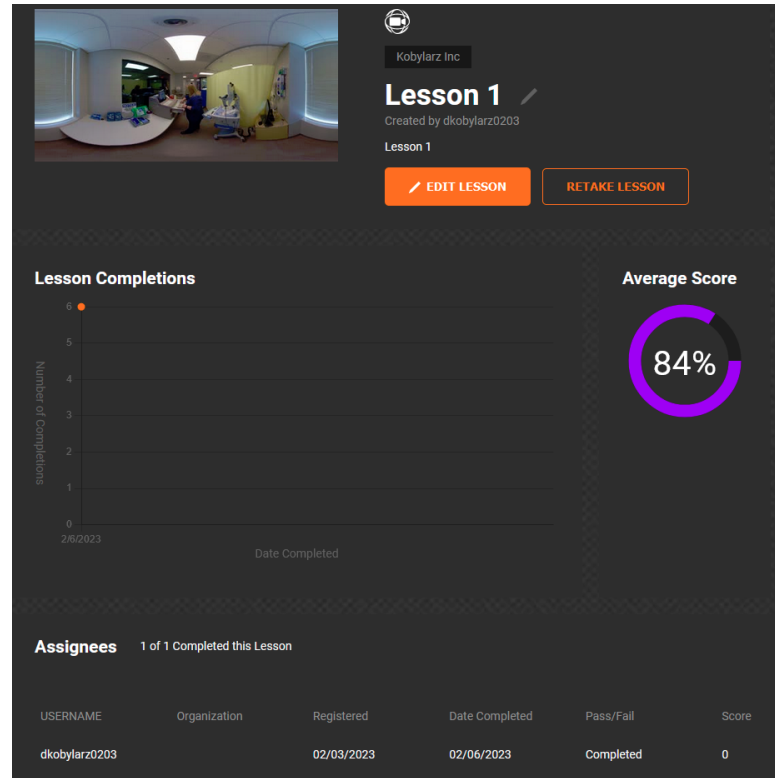 Kobylarz Inc
Lesson 1
Created by dkobylarz0203
Lesson 1
EDIT LESSON
RETAKE LESSON
Lesson Completions
Average Score
6
5
4
3
2
1
0
Number of Completions
2/6/2023
Date Completed
84%
Assignees 1 of 1 Completed this Lesson
USERNAME Organization Registered Date Completed Pass/Fail Score
dkobylarz0203 02/03/2023 02/06/2023 Completed 0